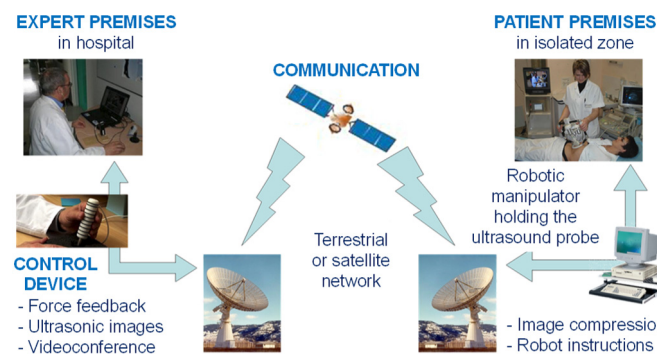 EXPERT PREMISES
in hospital
COMMUNICATION
PATIENT PREMISES
in isolated zone
Robotic
manipulator
holding the
ultrasound probe
Terrestrial
or satellite
network
CONTROL
DEVICE
- Force feedback
- Ultrasonic images
- Videoconference
- Image compressio
- Robot instructions